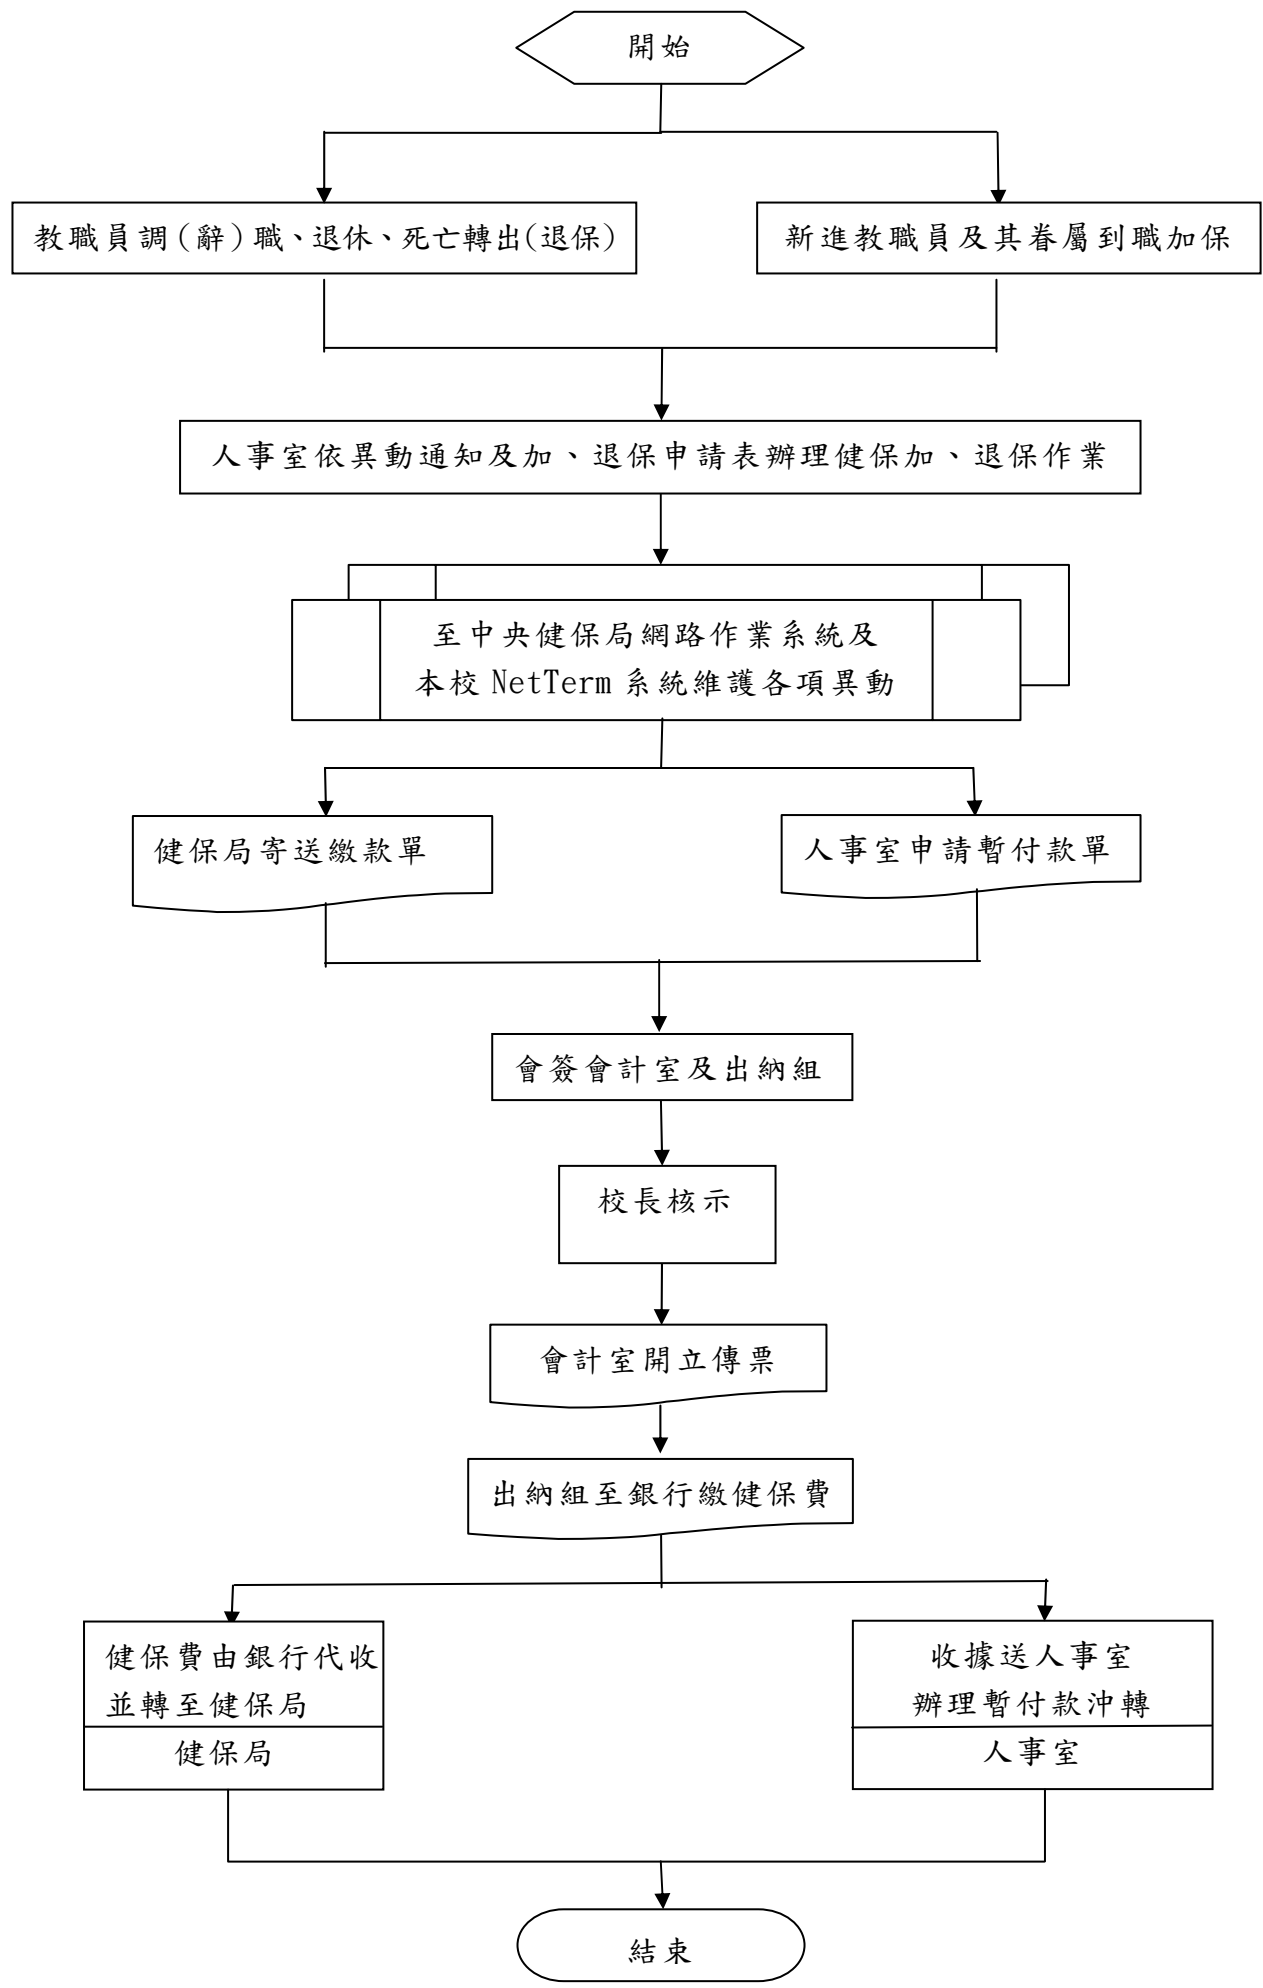 開始
教職員調(辭)職、退休、死亡轉出(退保)
新進教職員及其眷屬到職加保
人事室依異動通知及加、退保申請表辦理健保加、退保作業
至中央健保局網路作業系統及
本校 NetTerm 系統維護各項異動
健保局寄送繳款單
人事室申請暫付款單
會簽會計室及出納組
校長核示
會計室開立傳票
出納組至銀行繳健保費
健保費由銀行代收
並轉至健保局
健保局
收據送人事室
辦理暫付款沖轉
人事室
結束